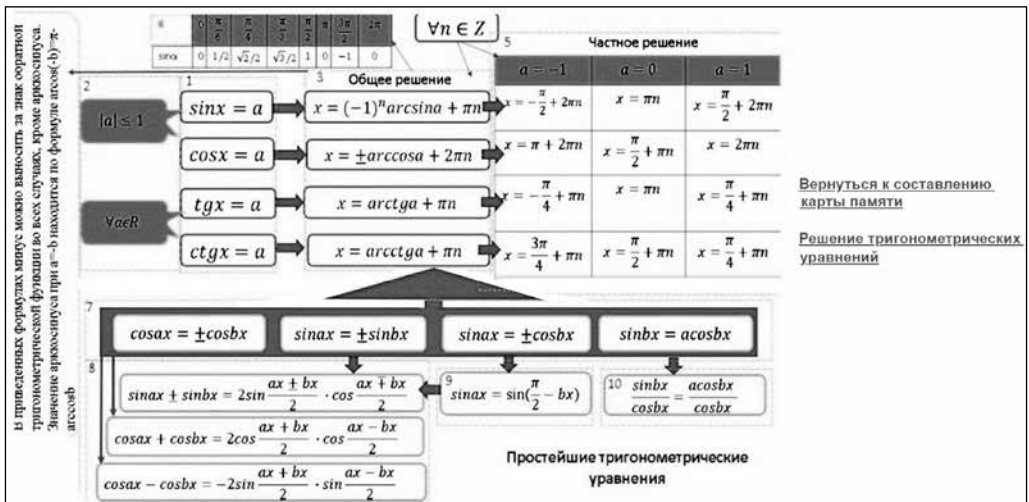 В приведенных формулах минус можно выносить за знак обратной
тригонометрической функции во всех случаях, кроме арккосинуса.
Значение арккосинуса при a=-b находится по формуле arccos(-b)=π-
arcccosb
6
0 π/6 π/4 π/3 π/2 π 3π/2 2π
sinα 0 1/2 √2/2 √3/2 1 0 −1 0
∀n ∈ Z
5 Частное решение
a = −1 a = 0 a = 1
x = −π/2 + 2πn x = πn x = π/2 + 2πn
x = π + 2πn x = π/2 + πn x = 2πn
x = −π/4 + πn x = πn x = π/4 + πn
x = 3π/4 + πn x = π/2 + πn x = π/4 + πn
2
|a| ≤ 1
∀aϵR
1
sinx = a
cosx = a
tgx = a
ctgx = a
3 Общее решение
x = (−1)ⁿarcsina + πn
x = ±arccosa + 2πn
x = arctga + πn
x = arcctga + πn
Вернуться к составлению
карты памяти
Решение тригонометрических
уравнений
7
cosax = ±cosbx sinax = ±sinbx sinax = ±cosbx sinbx = acosbx
8
sinax ± sinbx = 2sin (ax ± bx)/2 · cos (ax ∓ bx)/2
cosax + cosbx = 2cos (ax + bx)/2 · cos (ax − bx)/2
cosax − cosbx = −2sin (ax + bx)/2 · sin (ax − bx)/2
9
sinax = sin(π/2 − bx)
10
sinbx/cosbx = acosbx/cosbx
Простейшие тригонометрические
уравнения